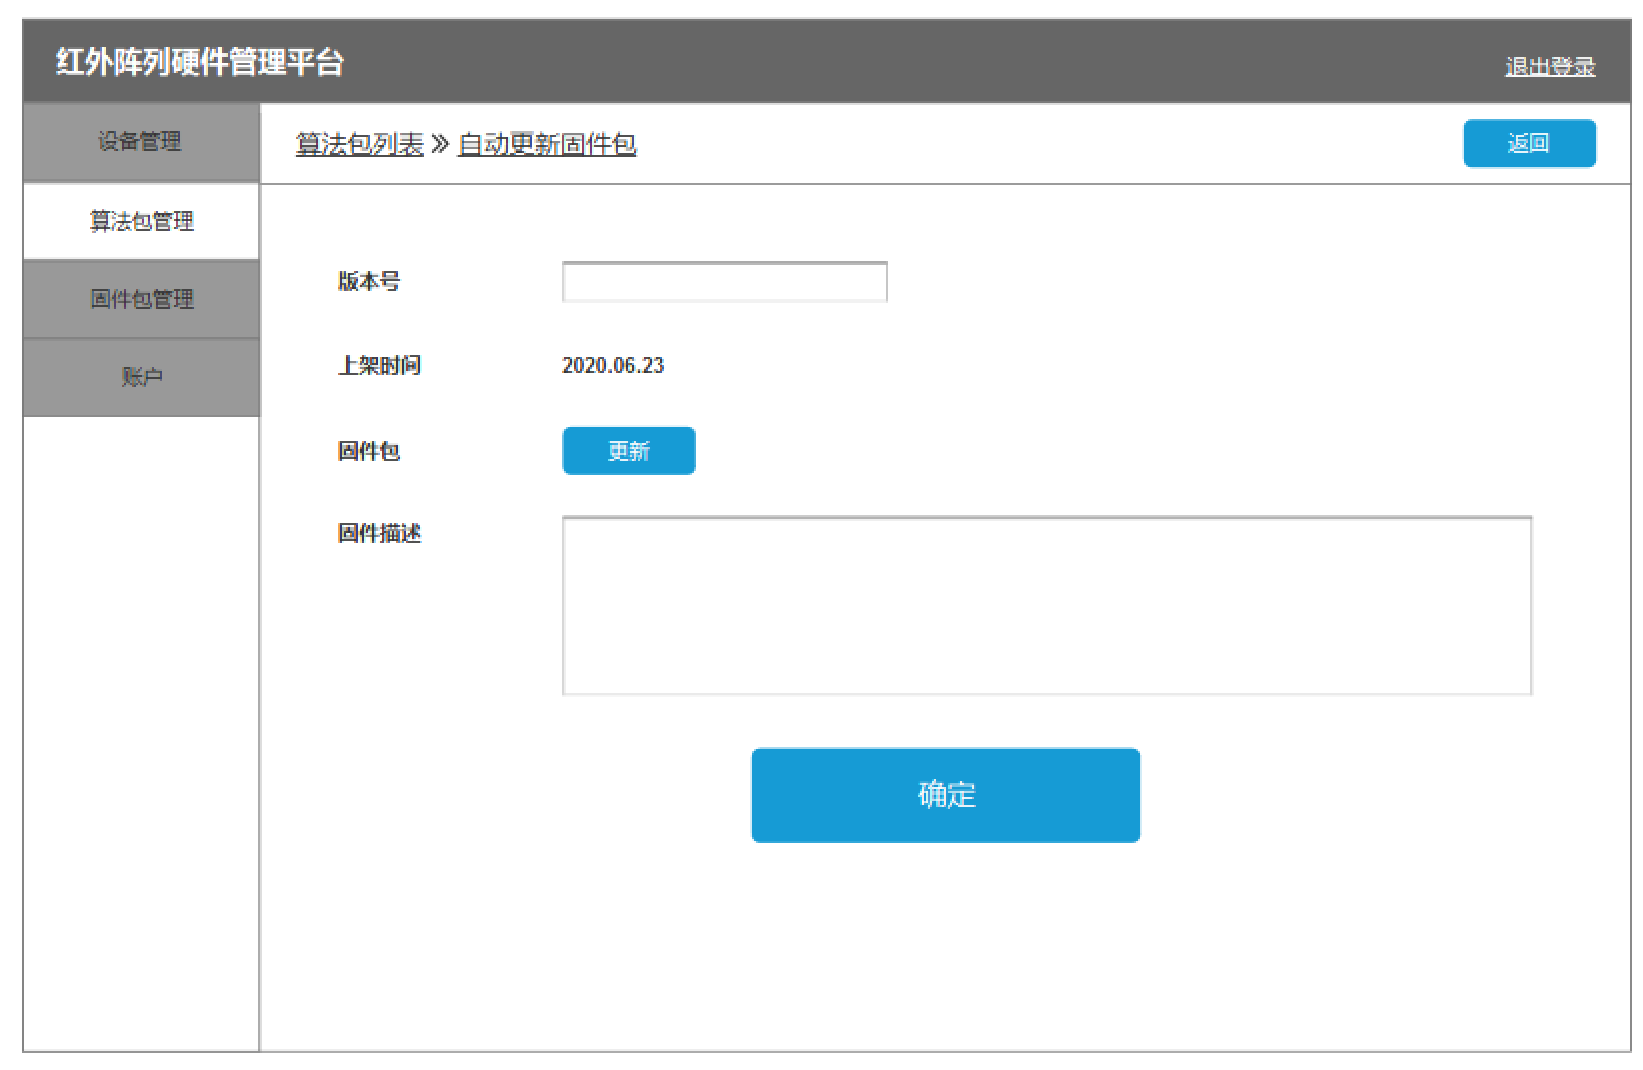 红外阵列硬件管理平台
退出登录
设备管理
算法包管理
固件包管理
账户
算法包列表 » 自动更新固件包
返回
版本号
上架时间 2020.06.23
固件包 更新
固件描述
确定